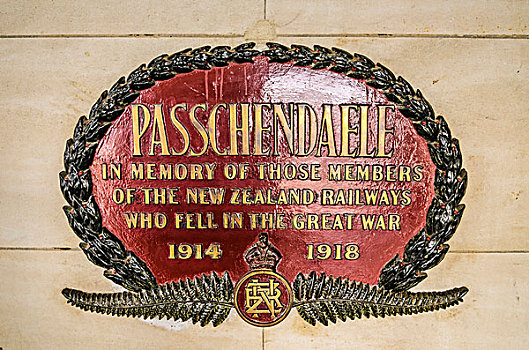 PASSCHENDAELE
IN MEMORY OF THOSE MEMBERS
OF THE NEW ZEALAND RAILWAYS
WHO FELL IN THE GREAT WAR
1914 1918